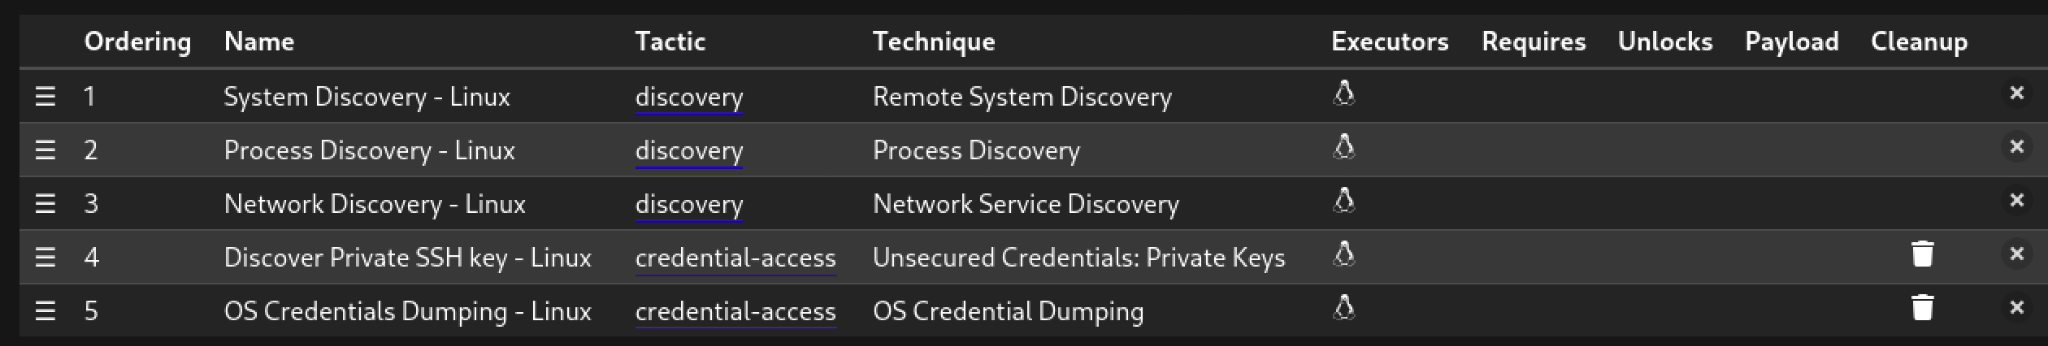 Ordering Name Tactic Technique Executors Requires Unlocks Payload Cleanup
1 System Discovery - Linux discovery Remote System Discovery
2 Process Discovery - Linux discovery Process Discovery
3 Network Discovery - Linux discovery Network Service Discovery
4 Discover Private SSH key - Linux credential-access Unsecured Credentials: Private Keys
5 OS Credentials Dumping - Linux credential-access OS Credential Dumping